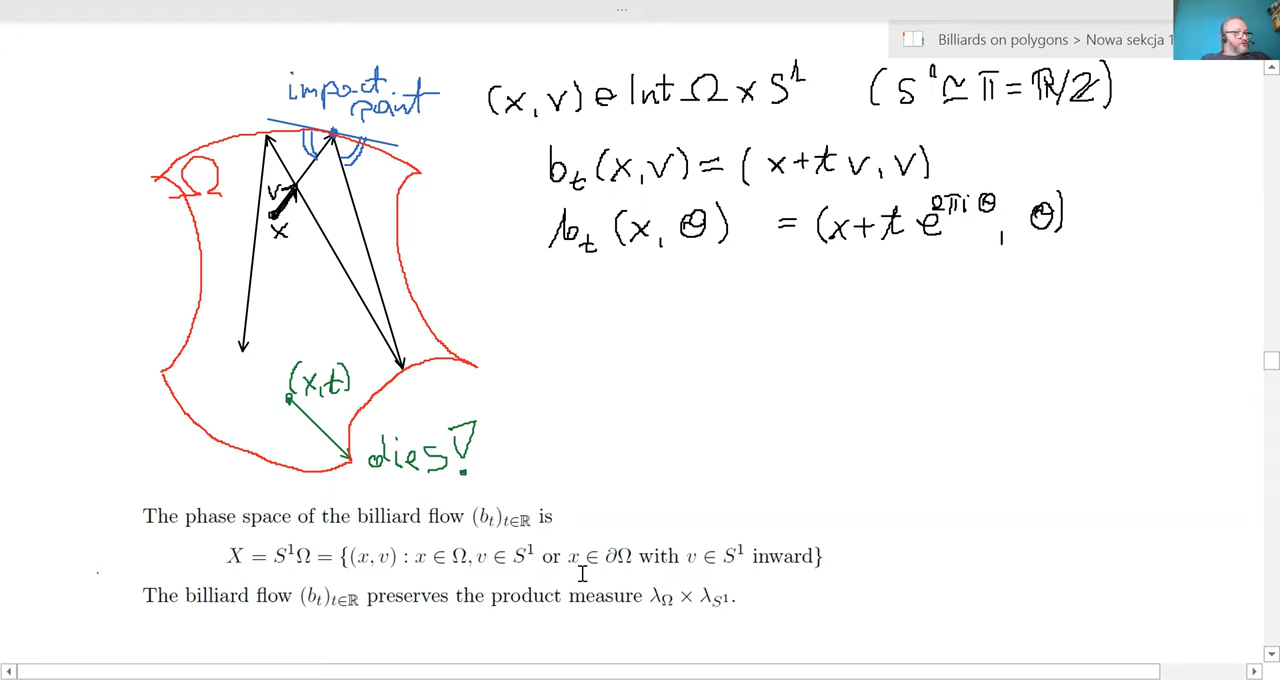 ...
Billiards on polygons > Nowa sekcja 1
impact
point
(x, v) ∈ Int Ω × S¹ (S¹ ≃ 𝕋 = ℝ/ℤ)
Ω
b_t (x, v) = (x + t v, v)
v
x
b_t (x, θ) = (x + t e^{2πiθ}, θ)
(x, t)
dies!
The phase space of the billiard flow (b_t)_{t∈ℝ} is
X = S¹Ω = {(x, v) : x ∈ Ω, v ∈ S¹ or x ∈ ∂Ω with v ∈ S¹ inward}
The billiard flow (b_t)_{t∈ℝ} preserves the product measure λ_Ω × λ_{S¹}.